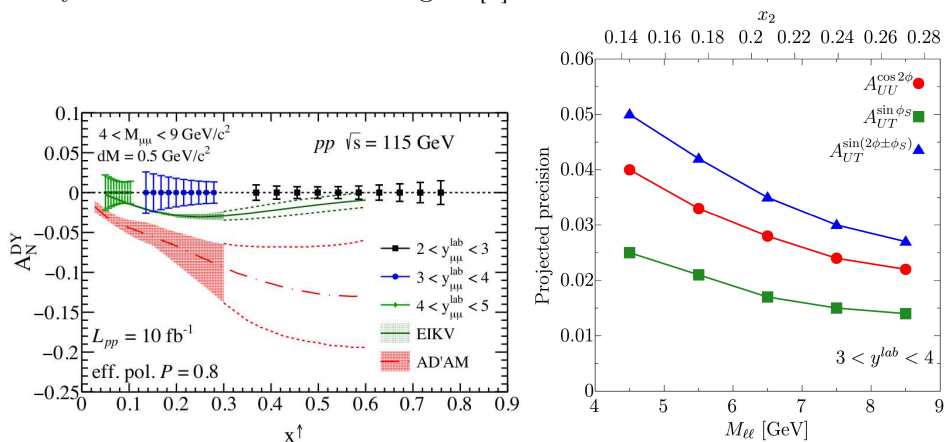 [
0.1
0.05
0
−0.05
−0.1
−0.15
−0.2
−0.25
A_N^DY
4 < M_μμ < 9 GeV/c²
dM = 0.5 GeV/c²
pp √s = 115 GeV
2 < y_μμ^lab < 3
3 < y_μμ^lab < 4
4 < y_μμ^lab < 5
EIKV
AD'AM
L_pp = 10 fb⁻¹
eff. pol. P = 0.8
0 0.1 0.2 0.3 0.4 0.5 0.6 0.7 0.8 0.9
x↑
x₂
0.14 0.16 0.18 0.2 0.21 0.22 0.24 0.26 0.28
0.06
0.05
0.04
0.03
0.02
0.01
0
Projected precision
A_UU^cos 2φ
A_UT^sin φ_S
A_UT^sin(2φ±φ_S)
3 < y^lab < 4
4 5 6 7 8 9
M_ℓℓ [GeV]